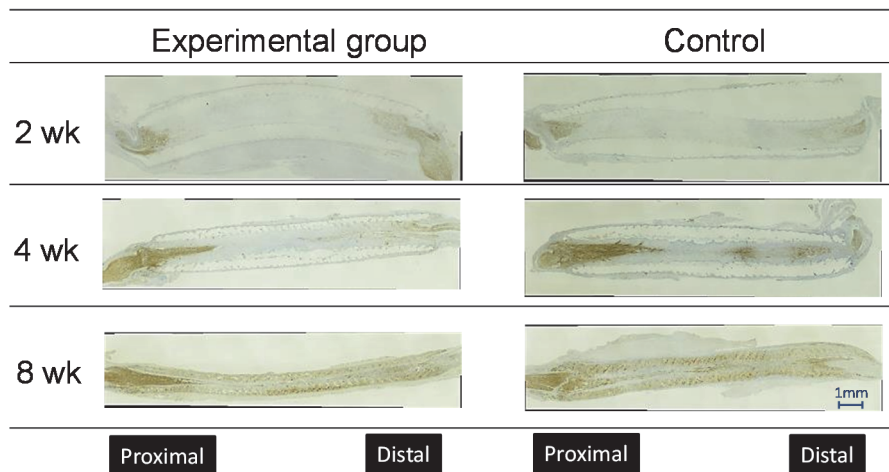 Experimental group Control
2 wk
4 wk
8 wk
1mm
Proximal Distal Proximal Distal